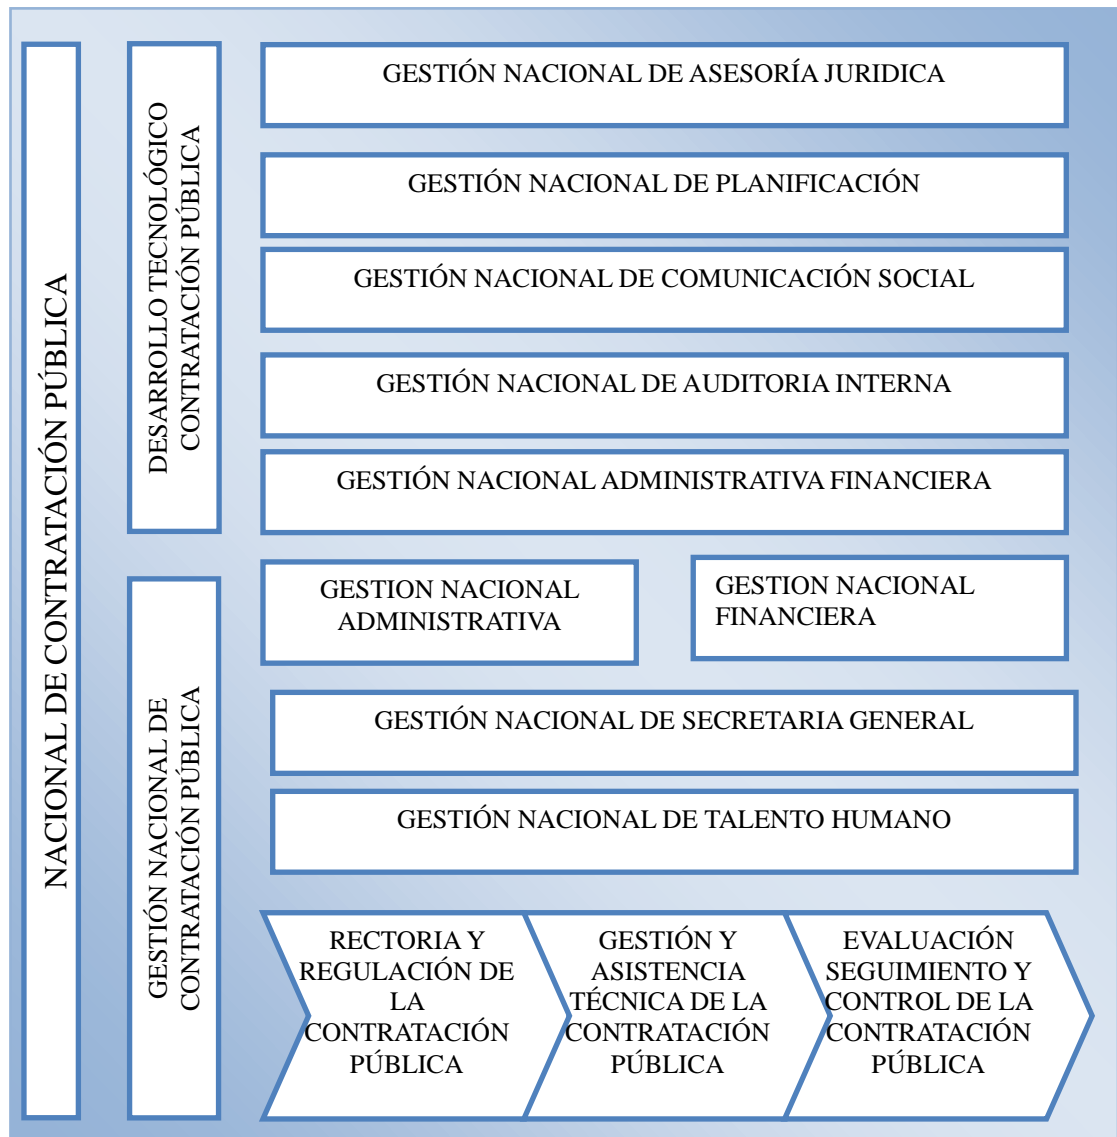 NACIONAL DE CONTRATACIÓN PÚBLICA
DESARROLLO TECNOLÓGICO
CONTRATACIÓN PÚBLICA
GESTIÓN NACIONAL DE
CONTRATACIÓN PÚBLICA
GESTIÓN NACIONAL DE ASESORÍA JURIDICA
GESTIÓN NACIONAL DE PLANIFICACIÓN
GESTIÓN NACIONAL DE COMUNICACIÓN SOCIAL
GESTIÓN NACIONAL DE AUDITORIA INTERNA
GESTIÓN NACIONAL ADMINISTRATIVA FINANCIERA
GESTION NACIONAL
ADMINISTRATIVA
GESTION NACIONAL
FINANCIERA
GESTIÓN NACIONAL DE SECRETARIA GENERAL
GESTIÓN NACIONAL DE TALENTO HUMANO
RECTORIA Y
REGULACIÓN DE
LA
CONTRATACIÓN
PÚBLICA
GESTIÓN Y
ASISTENCIA
TÉCNICA DE LA
CONTRATACIÓN
PÚBLICA
EVALUACIÓN
SEGUIMIENTO Y
CONTROL DE LA
CONTRATACIÓN
PÚBLICA